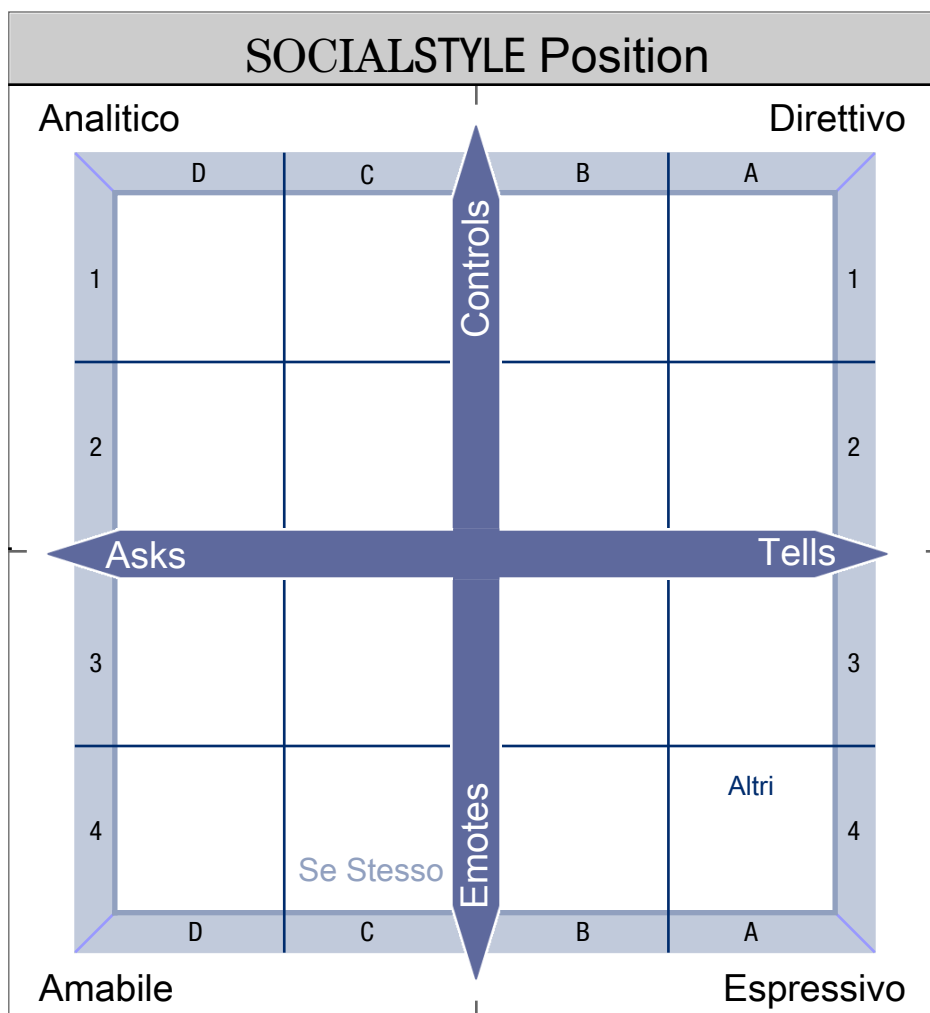 SOCIALSTYLE Position
Analitico
Direttivo
D C B A
Controls
1 1
2 2
Asks
Tells
3 3
Altri
4 4
Emotes
Se Stesso
D C B A
Amabile
Espressivo